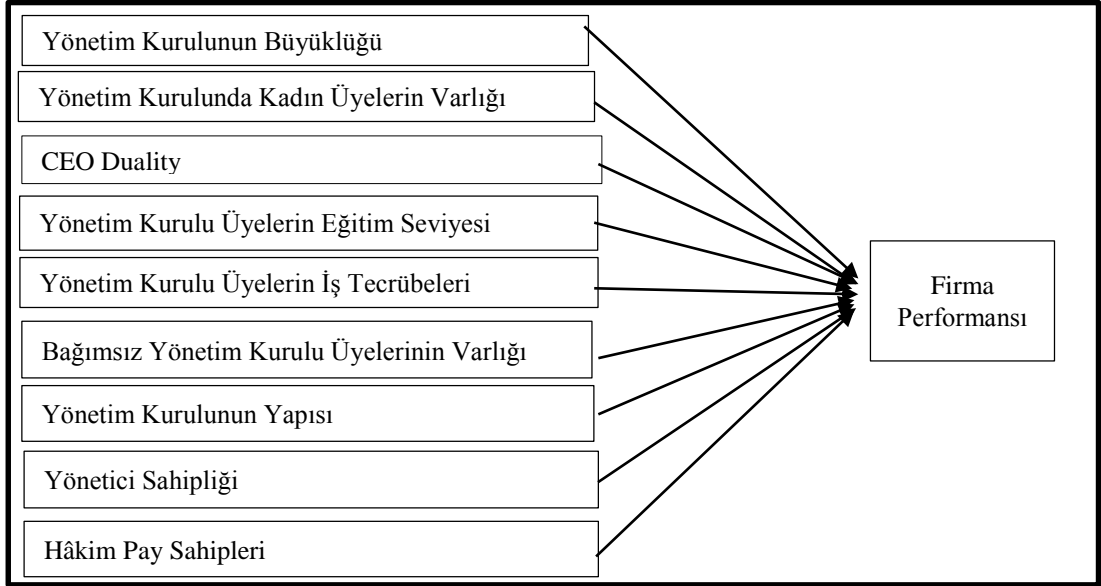 Yönetim Kurulunun Büyüklüğü
Yönetim Kurulunda Kadın Üyelerin Varlığı
CEO Duality
Yönetim Kurulu Üyelerin Eğitim Seviyesi
Yönetim Kurulu Üyelerin İş Tecrübeleri
Bağımsız Yönetim Kurulu Üyelerinin Varlığı
Yönetim Kurulunun Yapısı
Yönetici Sahipliği
Hâkim Pay Sahipleri
Firma
Performansı